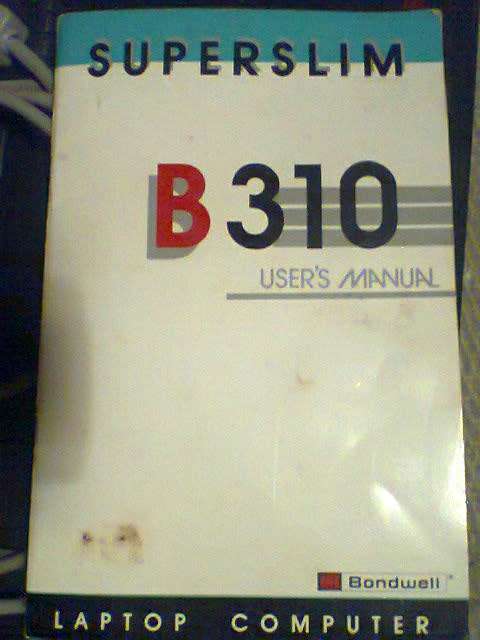 SUPERSLIM
B310
USER'S MANUAL
Bondwell
LAPTOP COMPUTER